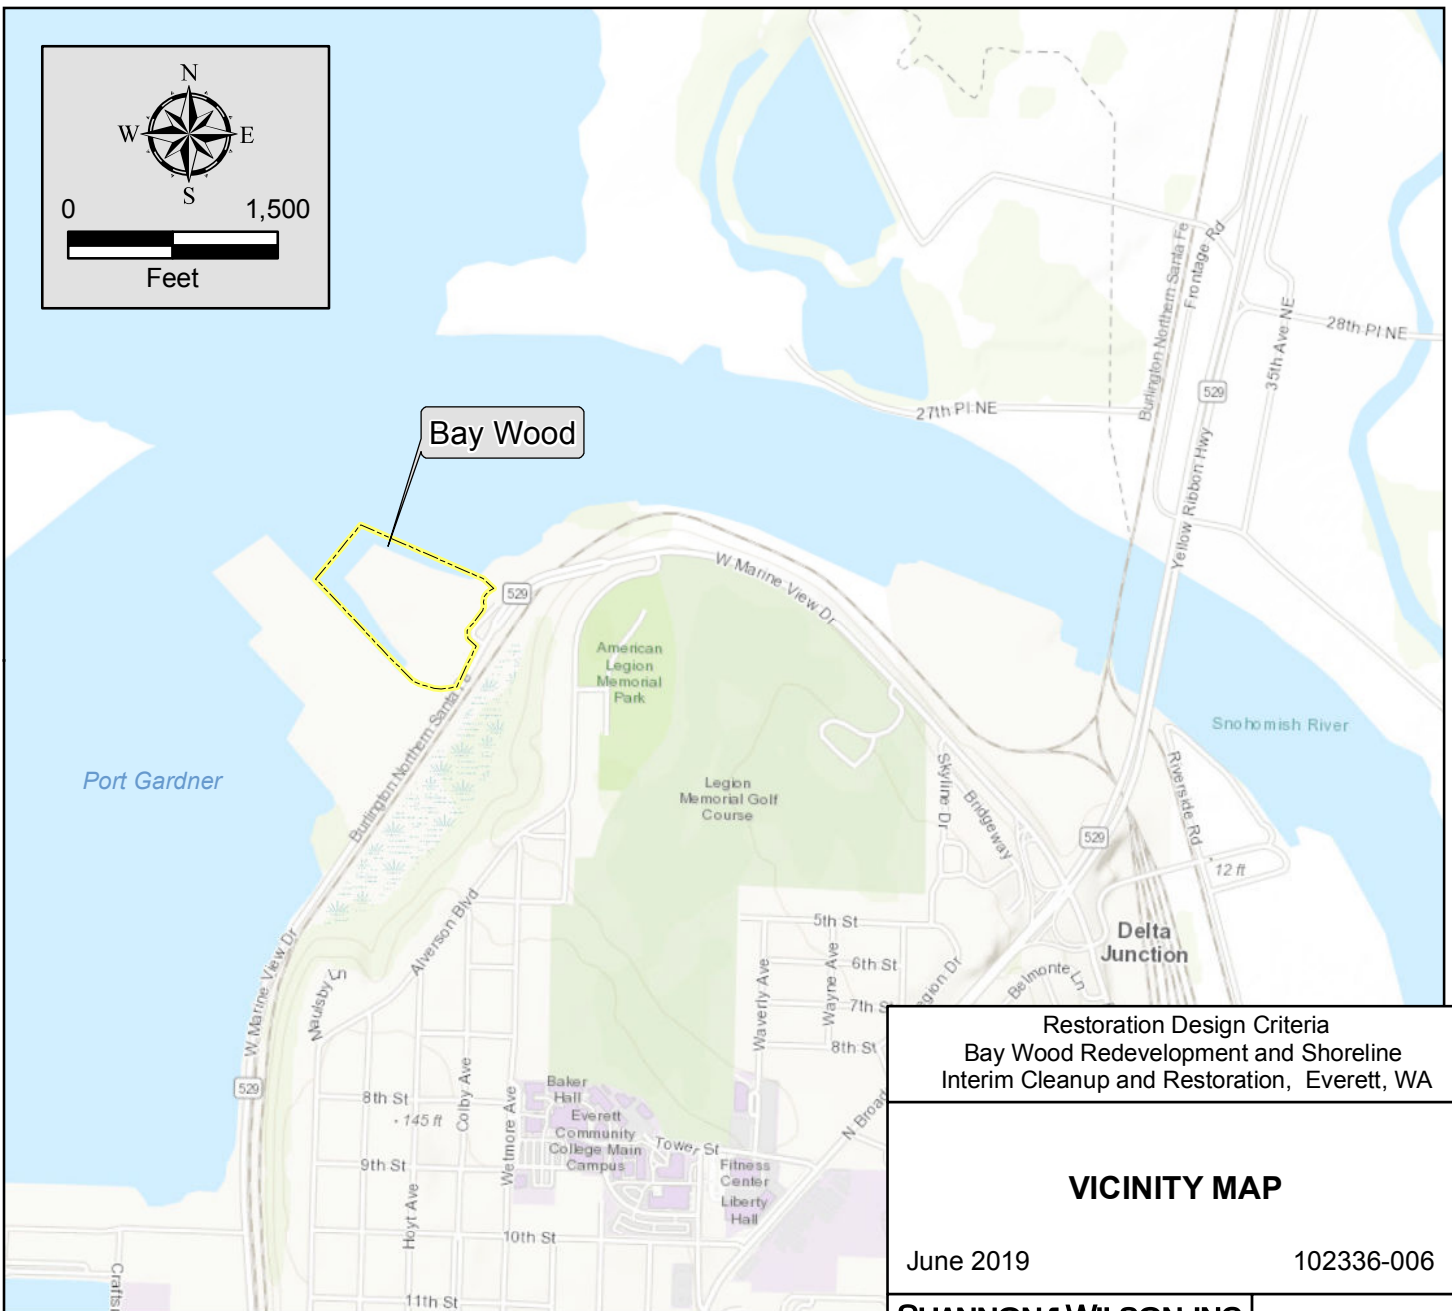 N
W
E
S
0
1,500
Feet
Bay Wood
Burlington Northern Santa Fe
Frontage Rd
28th Pl NE
35th Ave NE
529
27th Pl NE
Yellow Ribbon Hwy
529
W Marine View Dr
American
Legion
Memorial
Park
Burlington Northern Santa
Snohomish River
Port Gardner
Legion
Memorial Golf
Course
Skyline Dr
Bridgeway
Riverside Rd
529
12 ft
Alverson Blvd
5th St
Delta
Junction
W Marine View Dr
Maulsby Ln
Waverly Ave
Wayne Ave
6th St
7th St
Belmonte Ln
8th St
529
8th St
145 ft
Colby Ave
Wetmore Ave
Baker
Hall
Everett
Community
College Main
Campus
Tower St
N Broad
9th St
Fitness
Center
Liberty
Hall
Hoyt Ave
10th St
11th St
Restoration Design Criteria
Bay Wood Redevelopment and Shoreline
Interim Cleanup and Restoration, Everett, WA
VICINITY MAP
June 2019
102336-006
SHANNON & WILSON, INC.